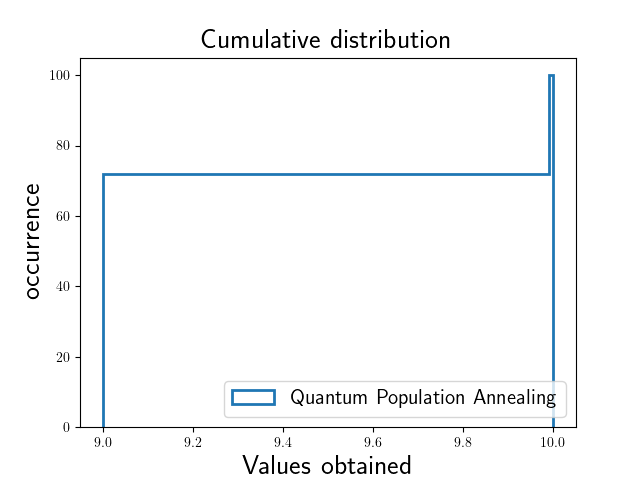 Cumulative distribution
100
80
60
40
20
0
occurrence
Quantum Population Annealing
9.0 9.2 9.4 9.6 9.8 10.0
Values obtained